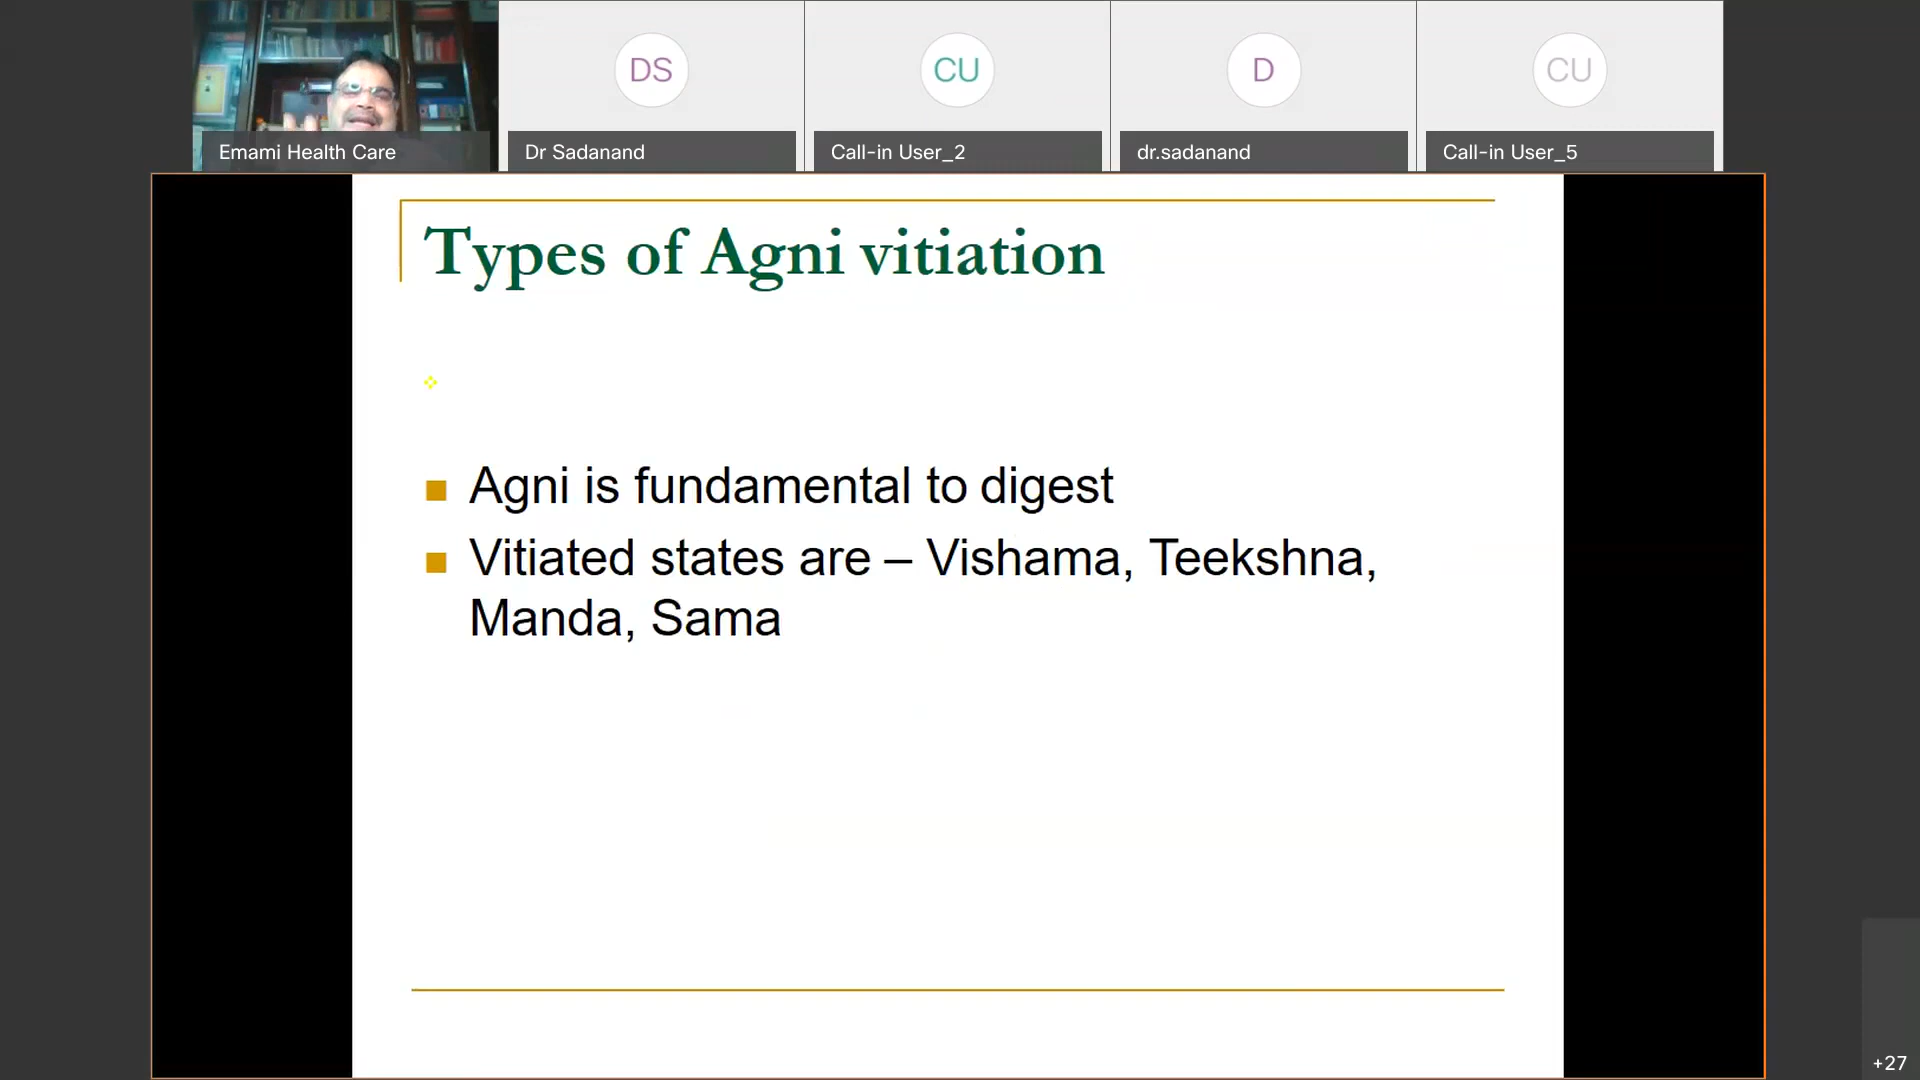 DS
CU
D
CU
Emami Health Care
Dr Sadanand
Call-in User_2
dr.sadanand
Call-in User_5
Types of Agni vitiation
Agni is fundamental to digest
Vitiated states are – Vishama, Teekshna,
Manda, Sama
+27